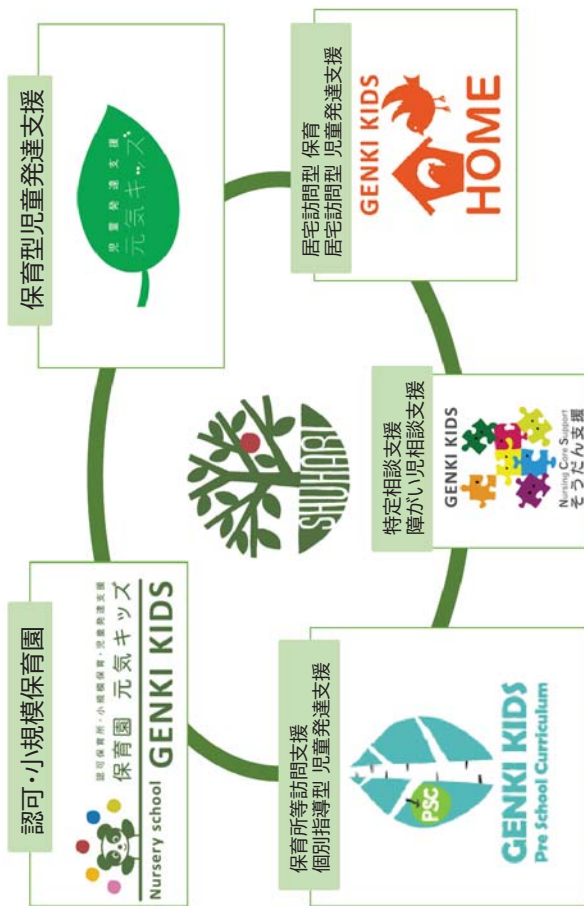 認可・小規模保育園
認可保育所・小規模保育・児童発達支援
保育園 元気キッズ
Nursery school GENKI KIDS
保育型児童発達支援
児童発達支援
元気キッズ
SHUHARI
保育所等訪問支援
個別指導型 児童発達支援
PSC
GENKI KIDS
Pre School Curriculum
特定相談支援
障がい児相談支援
GENKI KIDS
Nursing Care Support
そうだん支援
居宅訪問型 保育
居宅訪問型 児童発達支援
GENKI KIDS
HOME